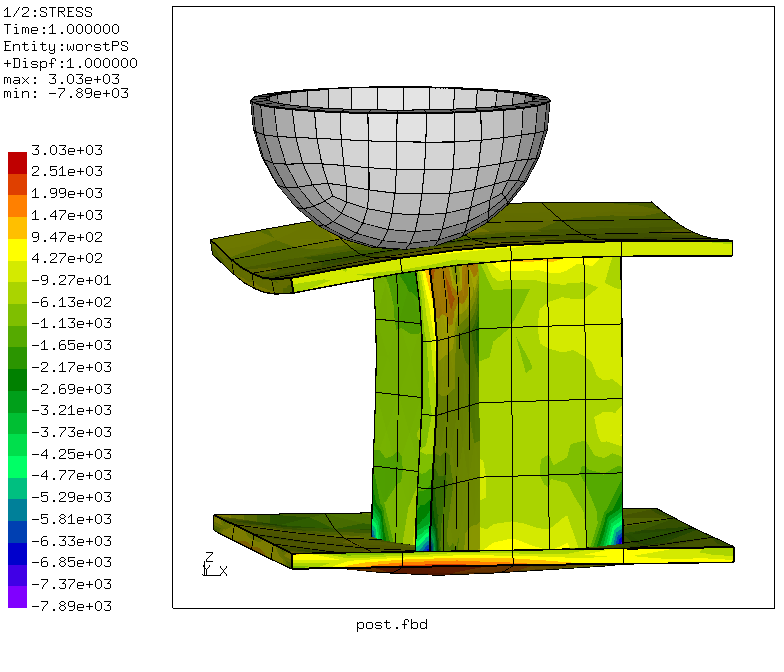 1/2:STRESS
Time:1.000000
Entity:worstPS
+Dispf:1.000000
max: 3.03e+03
min: -7.89e+03
3.03e+03
2.51e+03
1.99e+03
1.47e+03
9.47e+02
4.27e+02
-9.27e+01
-6.13e+02
-1.13e+03
-1.65e+03
-2.17e+03
-2.69e+03
-3.21e+03
-3.73e+03
-4.25e+03
-4.77e+03
-5.29e+03
-5.81e+03
-6.33e+03
-6.85e+03
-7.37e+03
-7.89e+03
Z
Y X
post.fbd